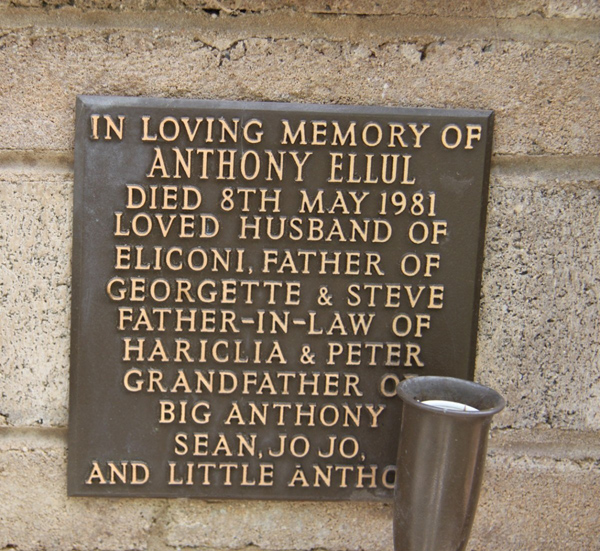 IN LOVING MEMORY OF
ANTHONY ELLUL
DIED 8TH MAY 1981
LOVED HUSBAND OF
ELICONI, FATHER OF
GEORGETTE & STEVE
FATHER-IN-LAW OF
HARICLIA & PETER
GRANDFATHER
BIG ANTHONY
SEAN, JO JO,
AND LITTLE